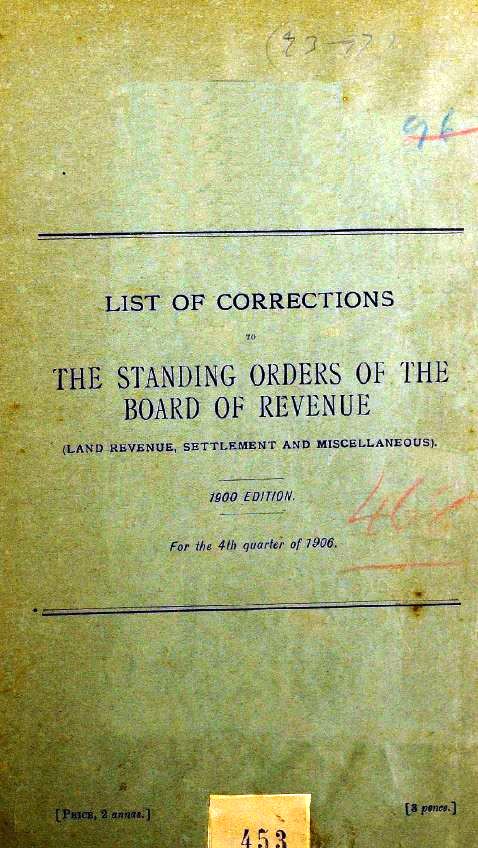 96
LIST OF CORRECTIONS
TO
THE STANDING ORDERS OF THE
BOARD OF REVENUE
(LAND REVENUE, SETTLEMENT AND MISCELLANEOUS).
1900 EDITION.
For the 4th quarter of 1906.
[PRICE, 2 annas.]
[3 pence.]
453